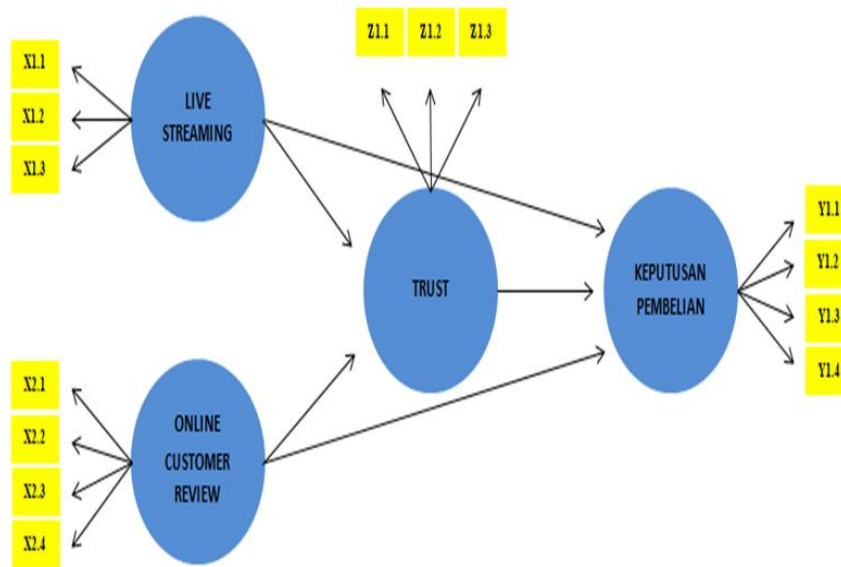 Z1.1 Z1.2 Z1.3
X1.1
X1.2
X1.3
LIVE
STREAMING
TRUST
KEPUTUSAN
PEMBELIAN
Y1.1
Y1.2
Y1.3
Y1.4
X2.1
X2.2
X2.3
X2.4
ONLINE
CUSTOMER
REVIEW